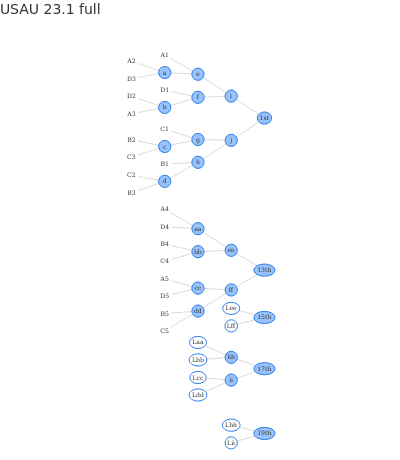 USAU 23.1 full
A1
A2
a
e
D3
D1
D2
f
i
b
A3
1st
C1
B2
g
j
c
C3
B1
h
C2
d
B3
A4
D4
aa
B4
bb
ee
C4
13th
A5
cc
ff
D5
Lee
B5
dd
15th
Lff
C5
Laa
Lbb
hh
17th
Lcc
ii
Ldd
Lhh
19th
Lii